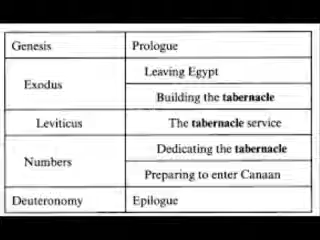 Genesis Prologue
Leaving Egypt
Exodus
Building the tabernacle
Leviticus The tabernacle service
Dedicating the tabernacle
Numbers
Preparing to enter Canaan
Deuteronomy Epilogue